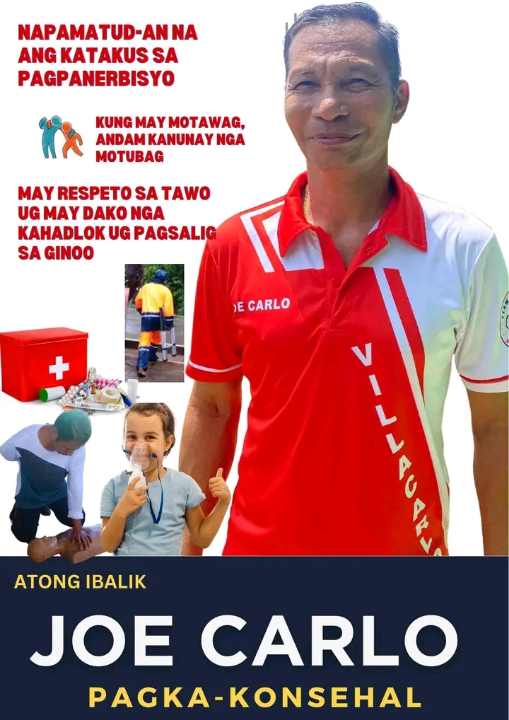 NAPAMATUD-AN NA
ANG KATAKUS SA
PAGPANERBISYO
KUNG MAY MOTAWAG,
ANDAM KANUNAY NGA
MOTUBAG
MAY RESPETO SA TAWO
UG MAY DAKO NGA
KAHADLOK UG PAGSALIG
SA GINOO
OE CARLO
VILLACARL
ATONG IBALIK
JOE CARLO
PAGKA-KONSEHAL